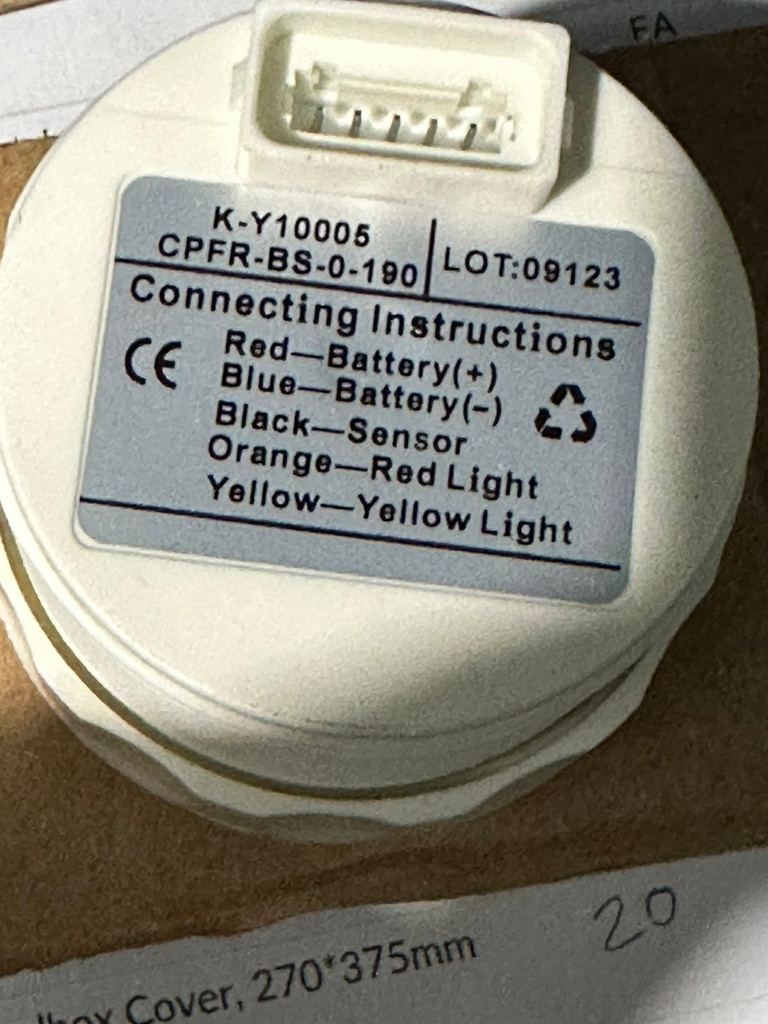 FA
K-Y10005
CPFR-BS-0-190
LOT:09123
Connecting Instructions
CE
Red—Battery(+)
Blue—Battery(-)
Black—Sensor
Orange—Red Light
Yellow—Yellow Light
20
Cover, 270*375mm